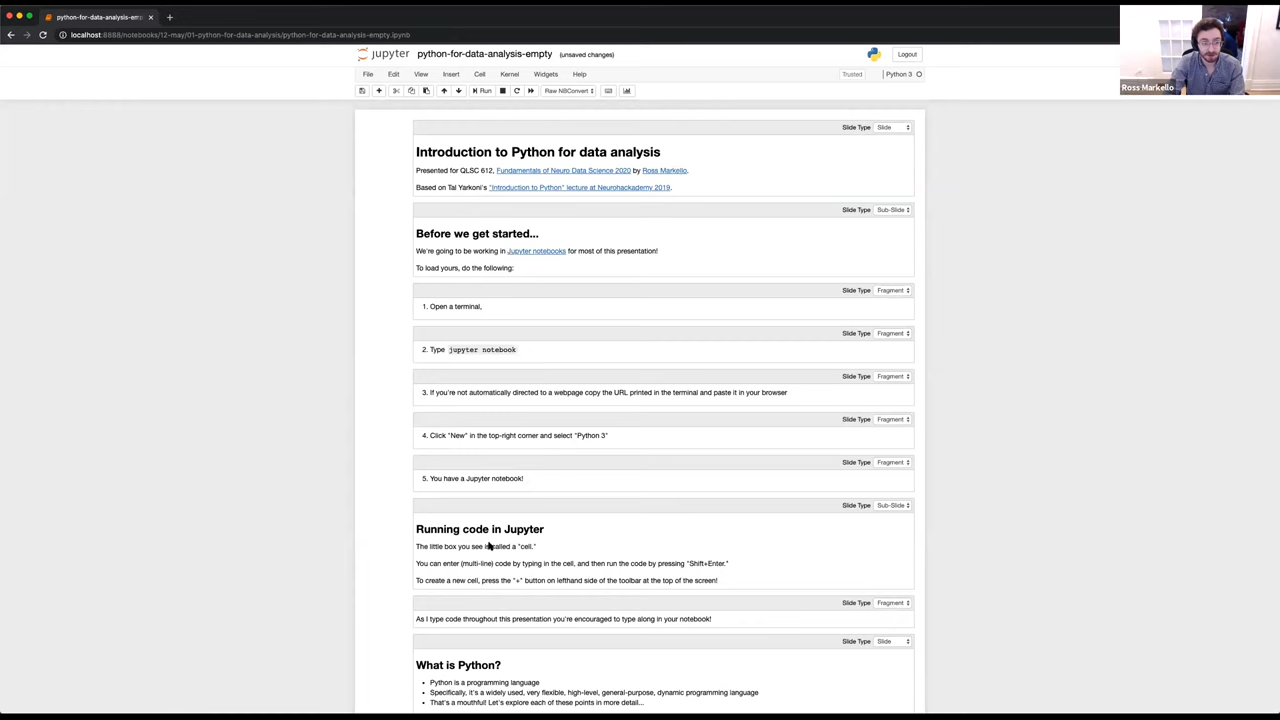 python-for-data-analysis-emp
localhost:8888/notebooks/12-may/01-python-for-data-analysis/python-for-data-analysis-empty.ipynb
jupyter python-for-data-analysis-empty (unsaved changes)
Logout
File Edit View Insert Cell Kernel Widgets Help
Trusted
Python 3
Run
Raw NBConvert
Ross Markello
Slide Type Slide
Introduction to Python for data analysis
Presented for QLSC 612, Fundamentals of Neuro Data Science 2020 by Ross Markello.
Based on Tal Yarkoni's "Introduction to Python" lecture at Neurohackademy 2019.
Slide Type Sub-Slide
Before we get started...
We're going to be working in Jupyter notebooks for most of this presentation!
To load yours, do the following:
Slide Type Fragment
1. Open a terminal,
Slide Type Fragment
2. Type jupyter notebook
Slide Type Fragment
3. If you're not automatically directed to a webpage copy the URL printed in the terminal and paste it in your browser
Slide Type Fragment
4. Click "New" in the top-right corner and select "Python 3"
Slide Type Fragment
5. You have a Jupyter notebook!
Slide Type Sub-Slide
Running code in Jupyter
The little box you see is called a "cell."
You can enter (multi-line) code by typing in the cell, and then run the code by pressing "Shift+Enter."
To create a new cell, press the "+" button on lefthand side of the toolbar at the top of the screen!
Slide Type Fragment
As I type code throughout this presentation you're encouraged to type along in your notebook!
Slide Type Slide
What is Python?
• Python is a programming language
• Specifically, it's a widely used, very flexible, high-level, general-purpose, dynamic programming language
• That's a mouthful! Let's explore each of these points in more detail...